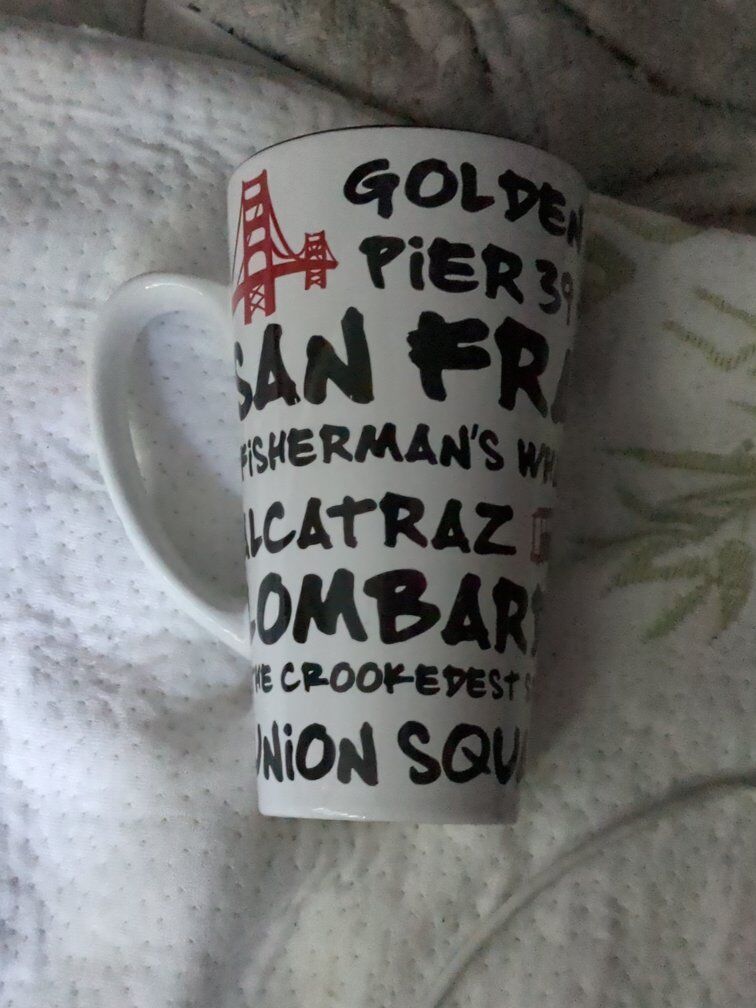 GOLDEN
PiER 39
SAN FRA
FiSHERMAN'S WH
ALCATRAZ
LOMBAR
THE CROOKEDEST S
UNiON SQU